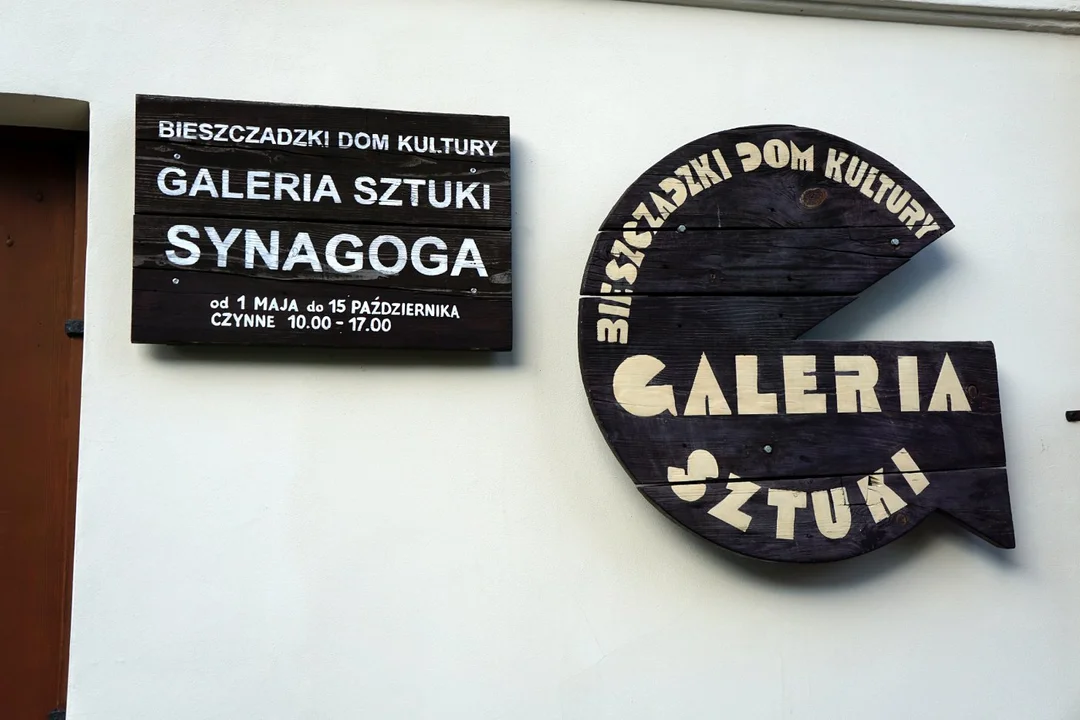 BIESZCZADZKI DOM KULTURY
GALERIA SZTUKI
SYNAGOGA
od 1 MAJA do 15 PAŹDZIERNIKA
CZYNNE 10.00 - 17.00
BIESZCZADZKI DOM KULTURY
GALERIA
SZTUKI